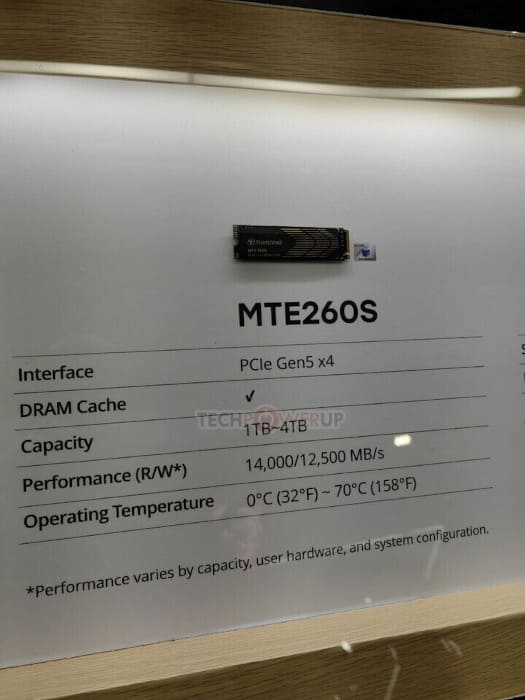 Transcend
MTE260S
Interface PCIe Gen5 x4
DRAM Cache ✓
TECHPOWERUP
Capacity 1TB~4TB
Performance (R/W*) 14,000/12,500 MB/s
Operating Temperature 0°C (32°F) ~ 70°C (158°F)
*Performance varies by capacity, user hardware, and system configuration.